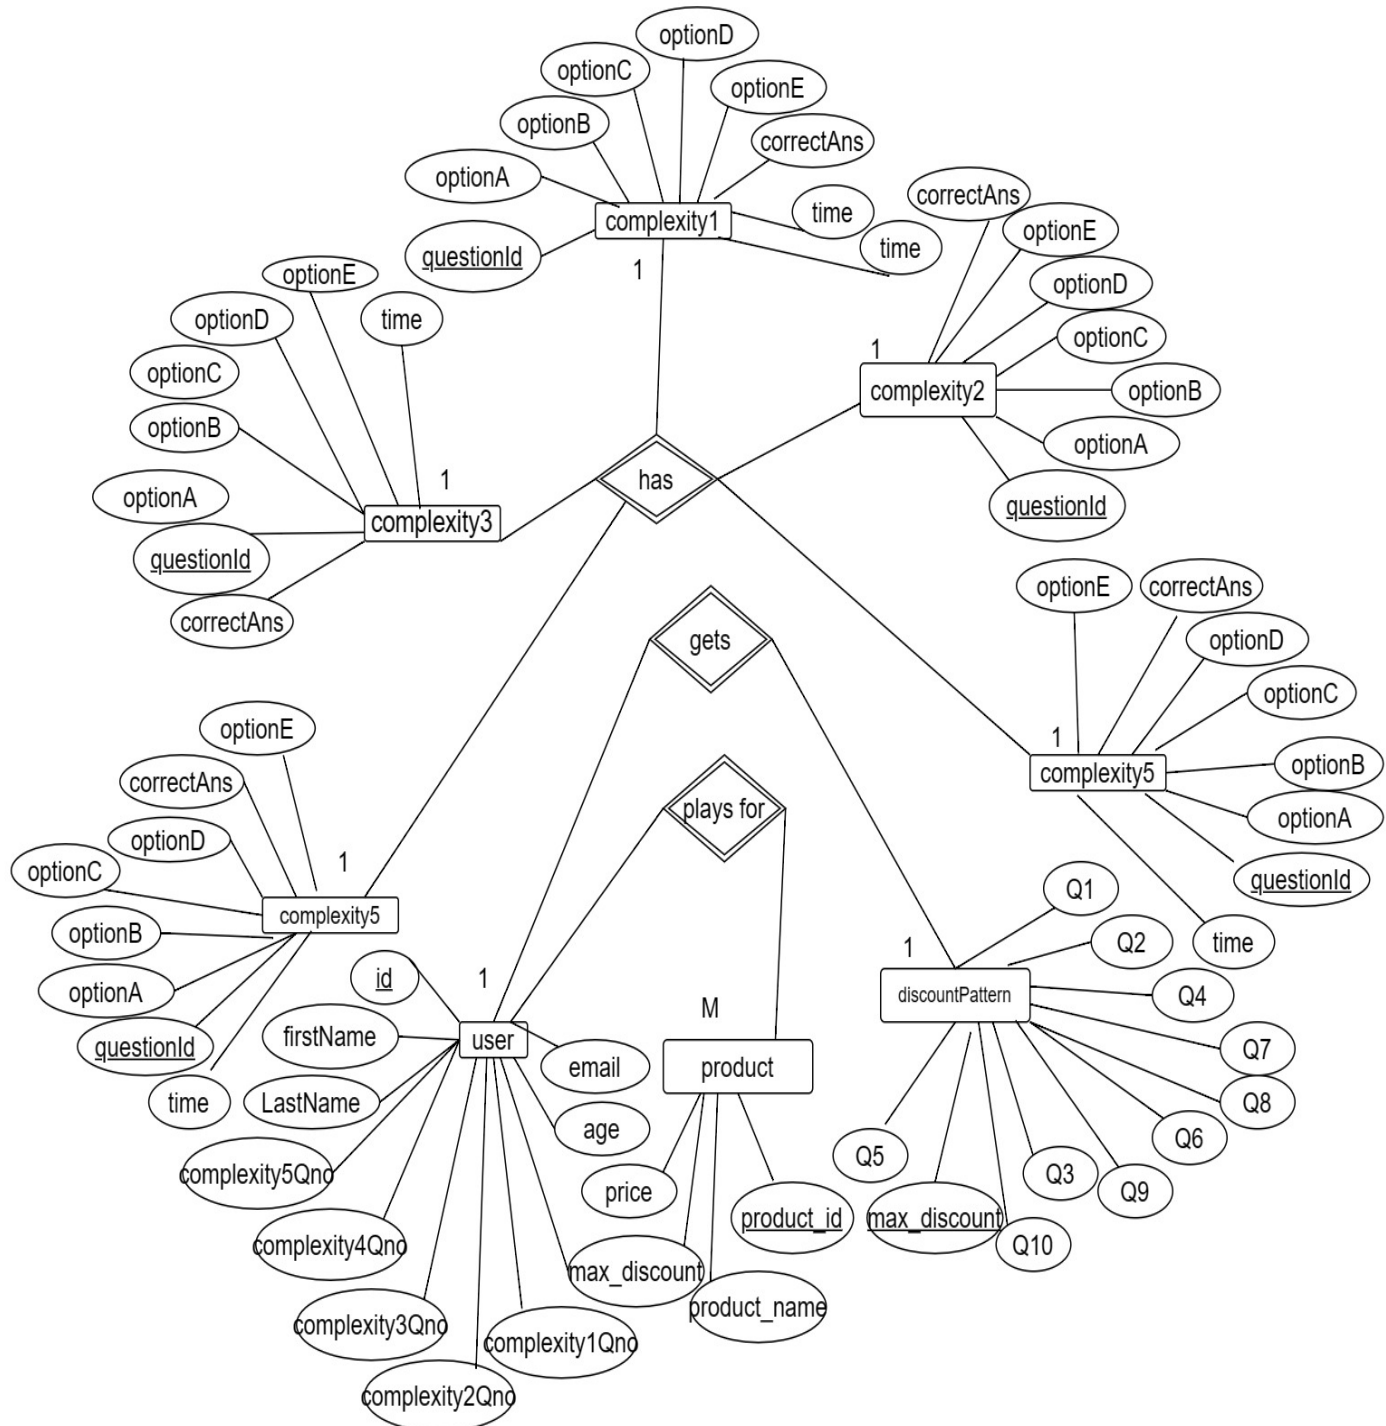 optionD
optionC
optionE
optionB
correctAns
optionA
complexity1
time
time
questionId
1
correctAns
optionE
optionD
optionC
1
complexity2
optionB
optionA
questionId
optionE
optionD
time
optionC
optionB
1
optionA
complexity3
questionId
correctAns
has
gets
plays for
optionE
correctAns
optionD
optionC
1
complexity5
optionB
optionA
questionId
time
optionE
correctAns
optionD
optionC
1
complexity5
optionB
optionA
questionId
time
id
1
firstName
user
email
LastName
age
complexity5Qno
complexity4Qno
complexity3Qno
complexity2Qno
complexity1Qno
max_discount
M
product
price
product_id
product_name
1
discountPattern
Q1
Q2
Q4
Q7
Q8
Q6
Q9
Q3
Q10
max_discount
Q5